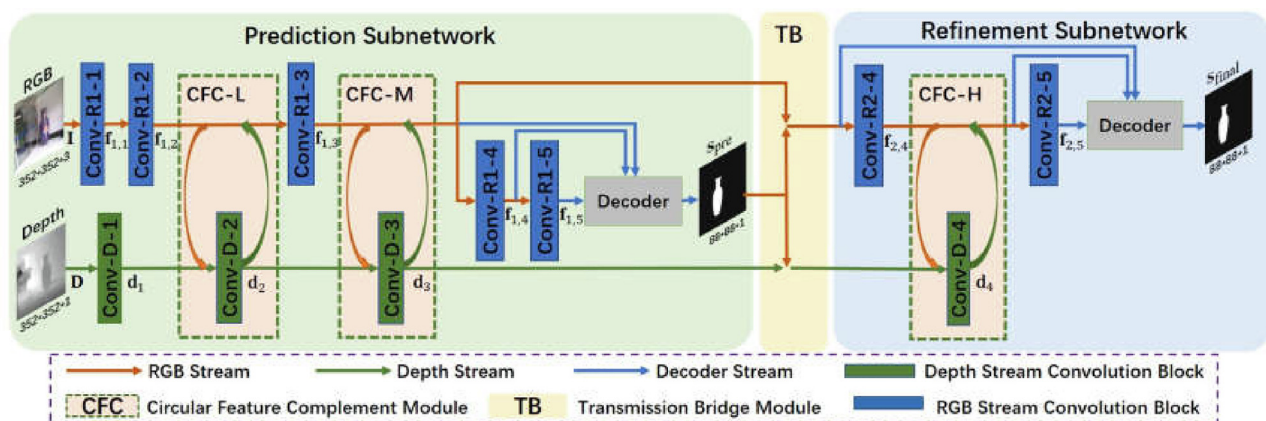 Prediction Subnetwork
TB
Refinement Subnetwork
RGB
I
352*352*3
Conv-R1-1
f1,1
Conv-R1-2
f1,2
CFC-L
Conv-R1-3
f1,3
CFC-M
Conv-R1-4
f1,4
Conv-R1-5
f1,5
Decoder
Spre
88*88*1
Conv-R2-4
f2,4
CFC-H
Conv-R2-5
f2,5
Decoder
Sfinal
88*88*1
Depth
D
352*352*1
Conv-D-1
d1
Conv-D-2
d2
Conv-D-3
d3
Conv-D-4
d4
RGB Stream
Depth Stream
Decoder Stream
Depth Stream Convolution Block
CFC
Circular Feature Complement Module
TB
Transmission Bridge Module
RGB Stream Convolution Block